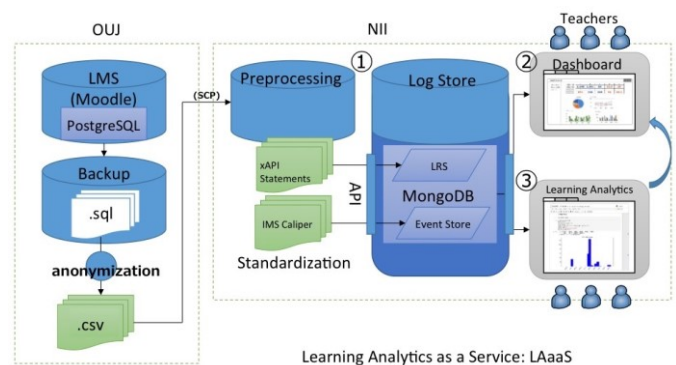 OUJ
LMS
(Moodle)
PostgreSQL
Backup
.sql
anonymization
.csv
(SCP)
NII
Preprocessing
xAPI
Statements
IMS Caliper
Standardization
API
①
Log Store
LRS
MongoDB
Event Store
Teachers
②
Dashboard
③
Learning Analytics
Learning Analytics as a Service: LAaaS